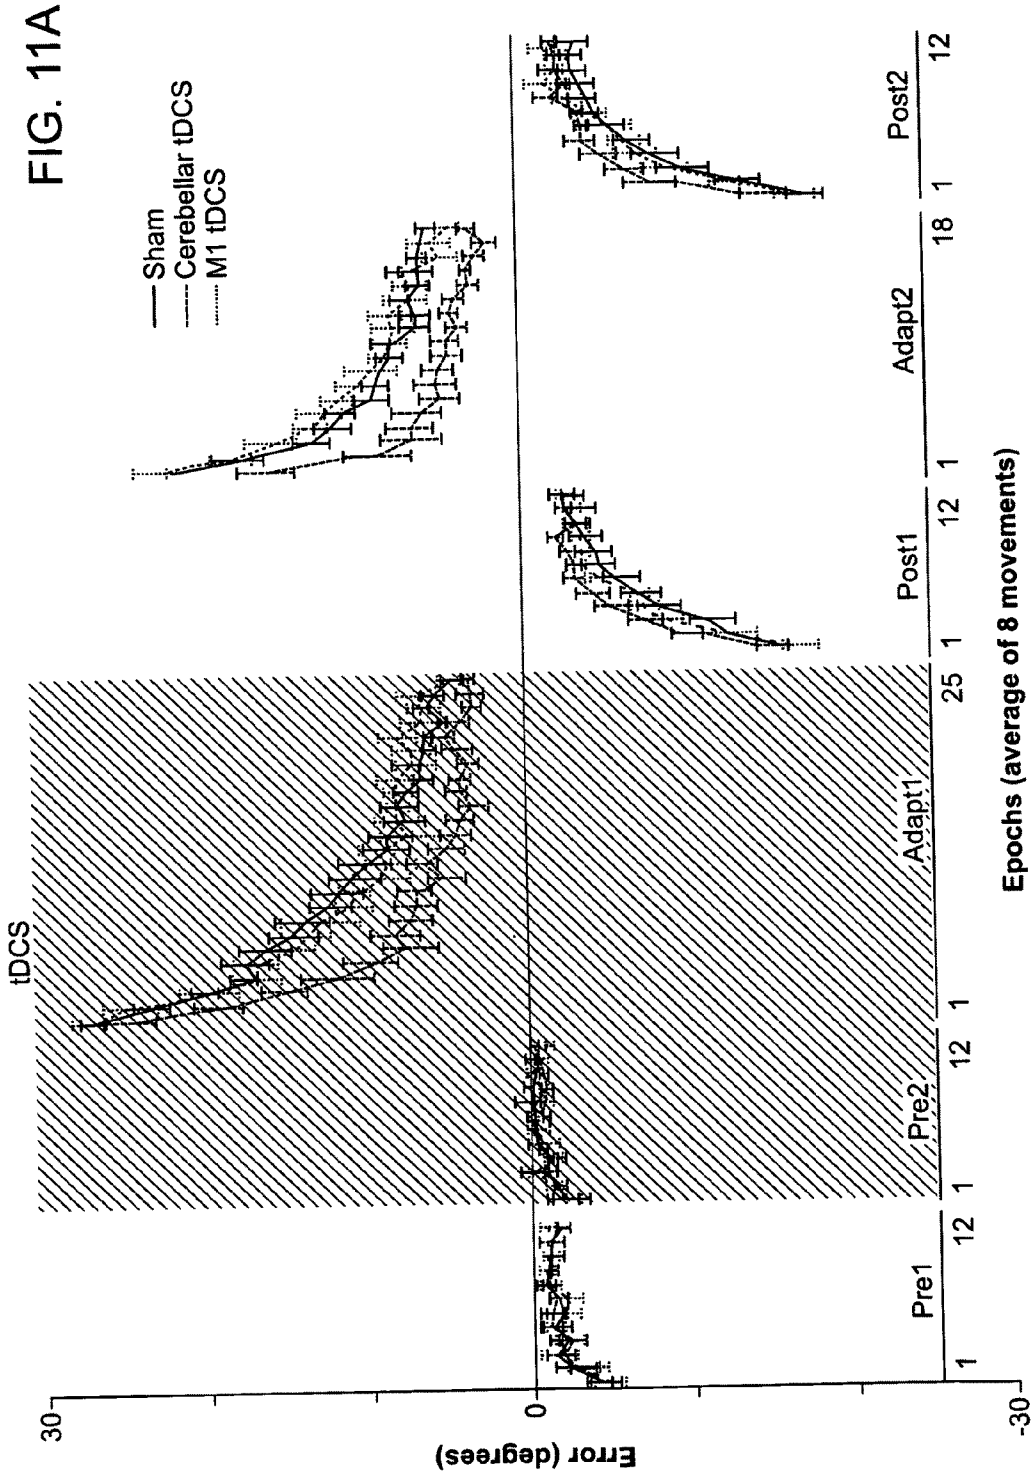 FIG. 11A
tDCS
Sham
Cerebellar tDCS
M1 tDCS
30
0
-30
Error (degrees)
1 12
Pre1
1 12
Pre2
1 25
Adapt1
1 12
Post1
1 18
Adapt2
1 12
Post2
Epochs (average of 8 movements)